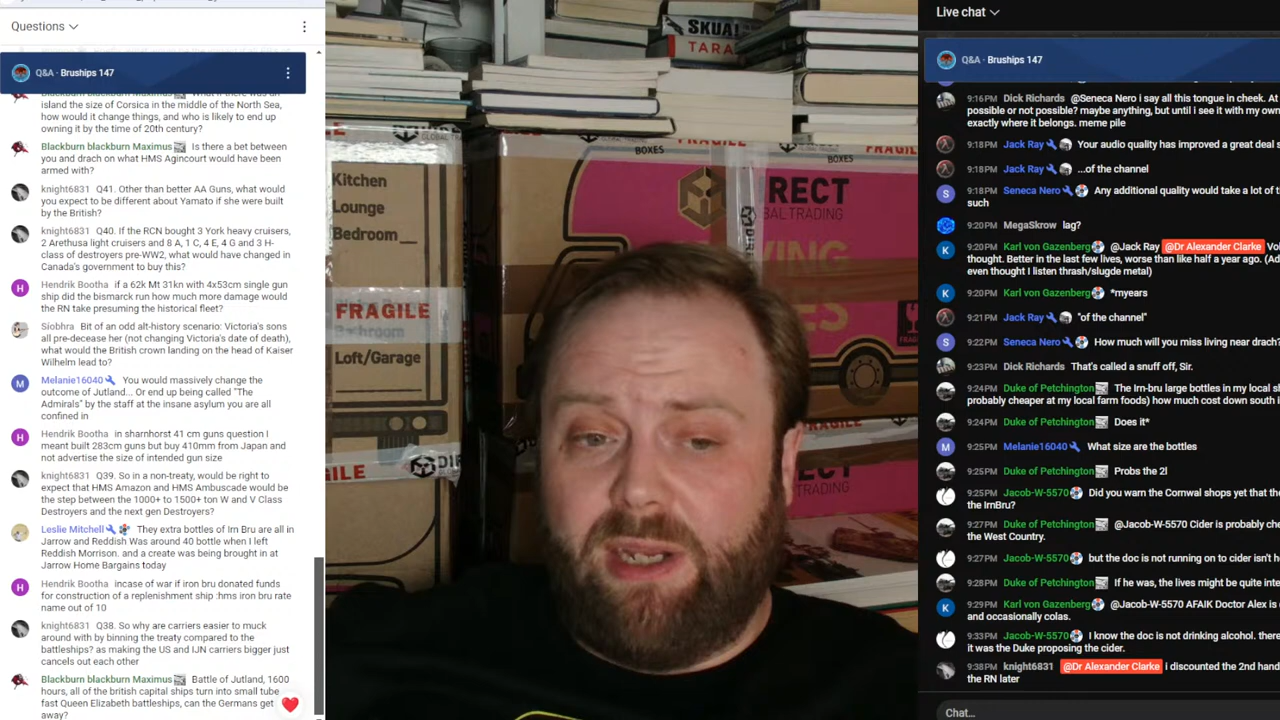 Questions
Q&A · Bruships 147
Blackburn blackburn Maximus What if there was an
island the size of Corsica in the middle of the North Sea,
how would it change things, and who is likely to end up
owning it by the time of 20th century?
Blackburn blackburn Maximus Is there a bet between
you and drach on what HMS Agincourt would have been
armed with?
knight6831 Q41. Other than better AA Guns, what would
you expect to be different about Yamato if she were built
by the British?
knight6831 Q40. If the RCN bought 3 York heavy cruisers,
2 Arethusa light cruisers and 8 A, 1 C, 4 E, 4 G and 3 H-
class of destroyers pre-WW2, what would have changed in
Canada's government to buy this?
Hendrik Bootha if a 62k Mt 31kn with 4x53cm single gun
ship did the bismarck run how much more damage would
the RN take presuming the historical fleet?
Siobhra Bit of an odd alt-history scenario: Victoria's sons
all pre-decease her (not changing Victoria's date of death),
what would the British crown landing on the head of Kaiser
Wilhelm lead to?
Melanie16040 You would massively change the
outcome of Jutland... Or end up being called "The
Admirals" by the staff at the insane asylum you are all
confined in
Hendrik Bootha in sharnhorst 41 cm guns question I
meant built 283cm guns but buy 410mm from Japan and
not advertise the size of intended gun size
knight6831 Q39. So in a non-treaty, would be right to
expect that HMS Amazon and HMS Ambuscade would be
the step between the 1000+ to 1500+ ton W and V Class
Destroyers and the next gen Destroyers?
Leslie Mitchell They extra bottles of Irn Bru are all in
Jarrow and Reddish Was around 40 bottle when I left
Reddish Morrison. and a create was being brought in at
Jarrow Home Bargains today
Hendrik Bootha incase of war if iron bru donated funds
for construction of a replenishment ship :hms iron bru rate
name out of 10
knight6831 Q38. So why are carriers easier to muck
around with by binning the treaty compared to the
battleships? as making the US and IJN carriers bigger just
cancels out each other
Blackburn blackburn Maximus Battle of Jutland, 1600
hours, all of the british capital ships turn into small tube
fast Queen Elizabeth battleships, can the Germans get
away?
SKUA
TARA
BOXES
FRAGILE
BOXES
FRAGIL
Kitchen
Lounge
Bedroom
FRAGILE
Bathroom
Loft/Garage
GILE
DIR
RECT
BAL TRADING
VING
ES
FRAGILE
CT
TRADING
Live chat
Q&A · Bruships 147
9:16PM Dick Richards @Seneca Nero i say all this tongue in cheek. At
possible or not possible? maybe anything, but until i see it with my own
exactly where it belongs. meme pile
9:18PM Jack Ray Your audio quality has improved a great deal s
9:18PM Jack Ray ...of the channel
9:18PM Seneca Nero Any additional quality would take a lot of t
such
9:20PM MegaSkrow lag?
9:20PM Karl von Gazenberg @Jack Ray @Dr Alexander Clarke Vol
thought. Better in the last few lives, worse than like half a year ago. (Ad
even thought I listen thrash/slugde metal)
9:20PM Karl von Gazenberg *myears
9:21PM Jack Ray "of the channel"
9:22PM Seneca Nero How much will you miss living near drach?
9:23PM Dick Richards That's called a snuff off, Sir.
9:24PM Duke of Petchington The Irn-bru large bottles in my local s
probably cheaper at my local farm foods) how much cost down south i
9:24PM Duke of Petchington Does it*
9:25PM Melanie16040 What size are the bottles
9:25PM Duke of Petchington Probs the 2l
9:25PM Jacob-W-5570 Did you warn the Cornwal shops yet that the
the IrnBru?
9:27PM Duke of Petchington @Jacob-W-5570 Cider is probably che
the West Country.
9:27PM Jacob-W-5570 but the doc is not running on to cider isn't h
9:28PM Duke of Petchington If he was, the lives might be quite inte
9:29PM Karl von Gazenberg @Jacob-W-5570 AFAIK Doctor Alex is
and occasionally colas.
9:33PM Jacob-W-5570 I know the doc is not drinking alcohol. there
it was the Duke proposing the cider.
9:38PM knight6831 @Dr Alexander Clarke i discounted the 2nd hand
the RN later
Chat...